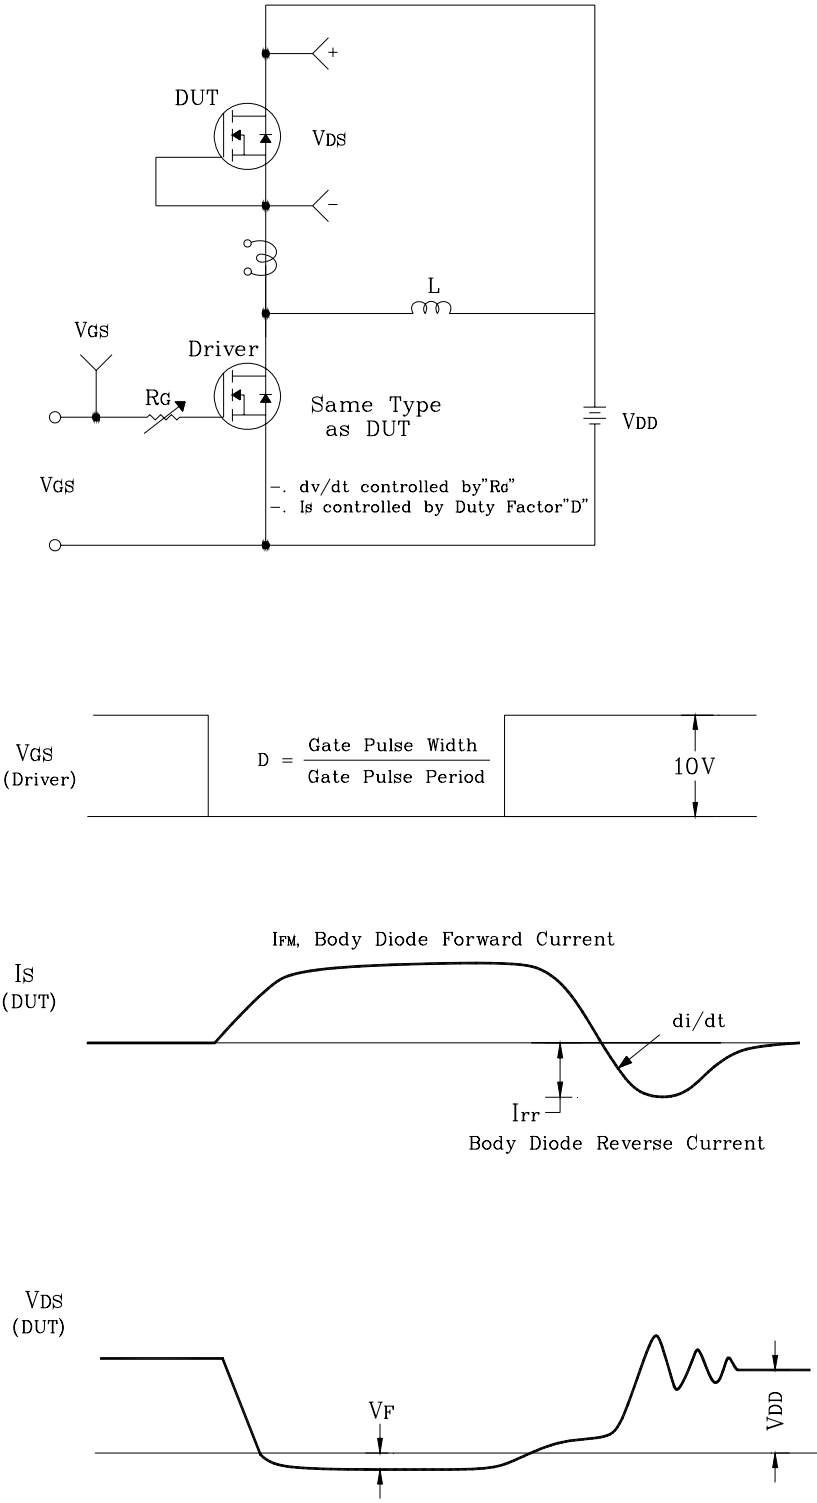 +
DUT
VDS
−
L
VGS
Driver
RG
Same Type
as DUT
VDD
VGS
−. dv/dt controlled by"RG"
−. Is controlled by Duty Factor"D"
VGS
(Driver)
D = Gate Pulse Width
Gate Pulse Period
10V
IFM, Body Diode Forward Current
IS
(DUT)
di/dt
Irr
Body Diode Reverse Current
VDS
(DUT)
VF
VDD